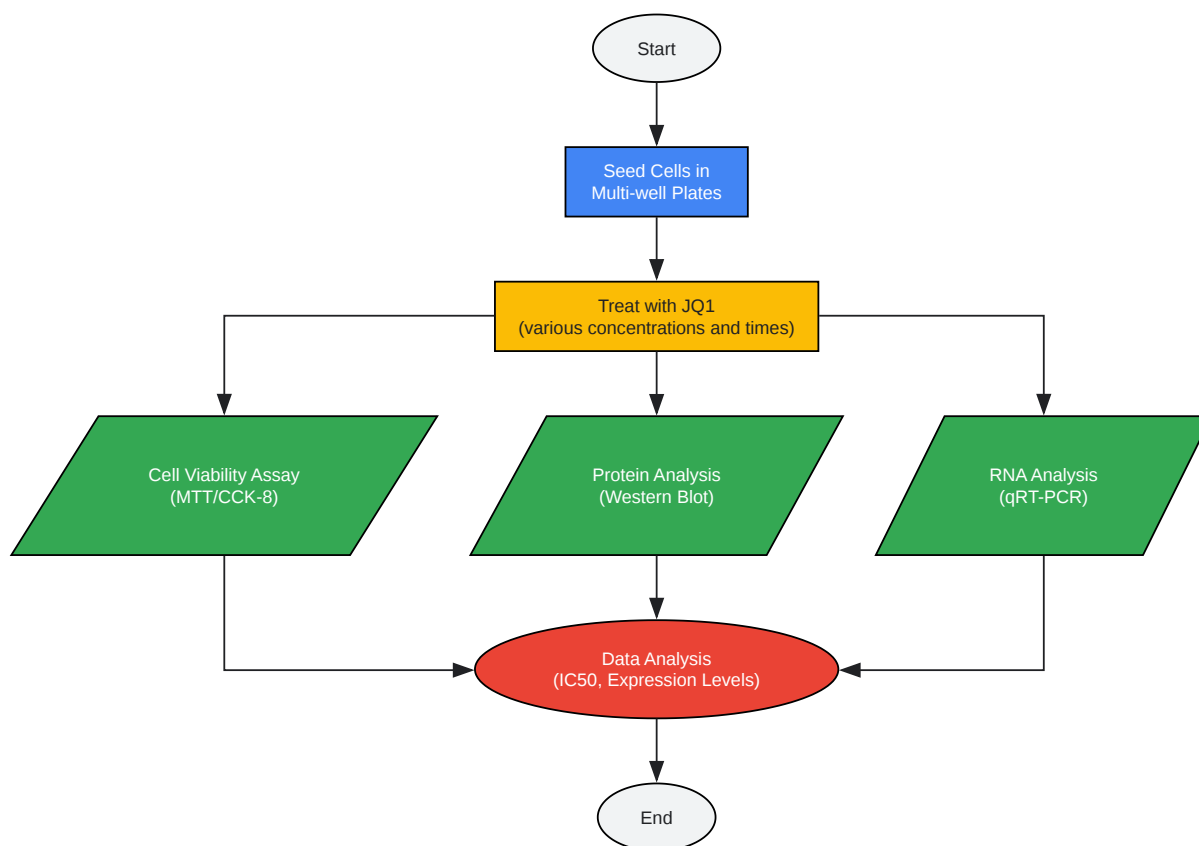 Start
Seed Cells in
Multi-well Plates
Treat with JQ1
(various concentrations and times)
Cell Viability Assay
(MTT/CCK-8)
Protein Analysis
(Western Blot)
RNA Analysis
(qRT-PCR)
Data Analysis
(IC50, Expression Levels)
End